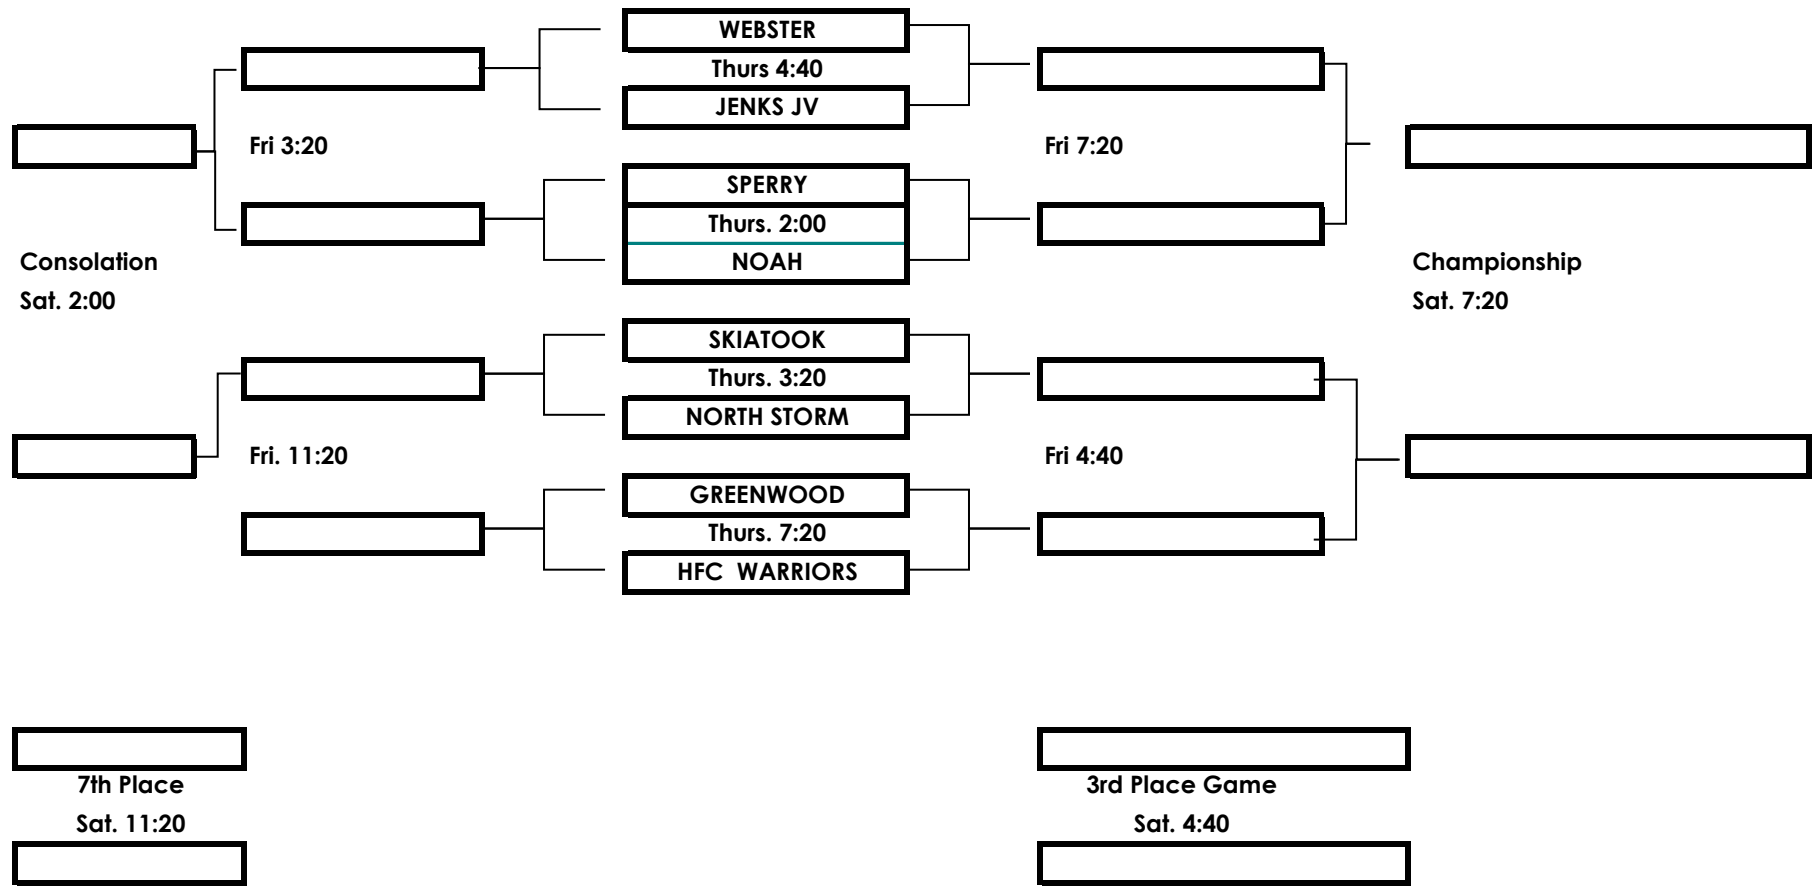 WEBSTER
Thurs 4:40
JENKS JV
Fri 3:20
Fri 7:20
SPERRY
Thurs. 2:00
NOAH
Consolation
Sat. 2:00
Championship
Sat. 7:20
SKIATOOK
Thurs. 3:20
NORTH STORM
Fri. 11:20
Fri 4:40
GREENWOOD
Thurs. 7:20
HFC WARRIORS
7th Place
Sat. 11:20
3rd Place Game
Sat. 4:40